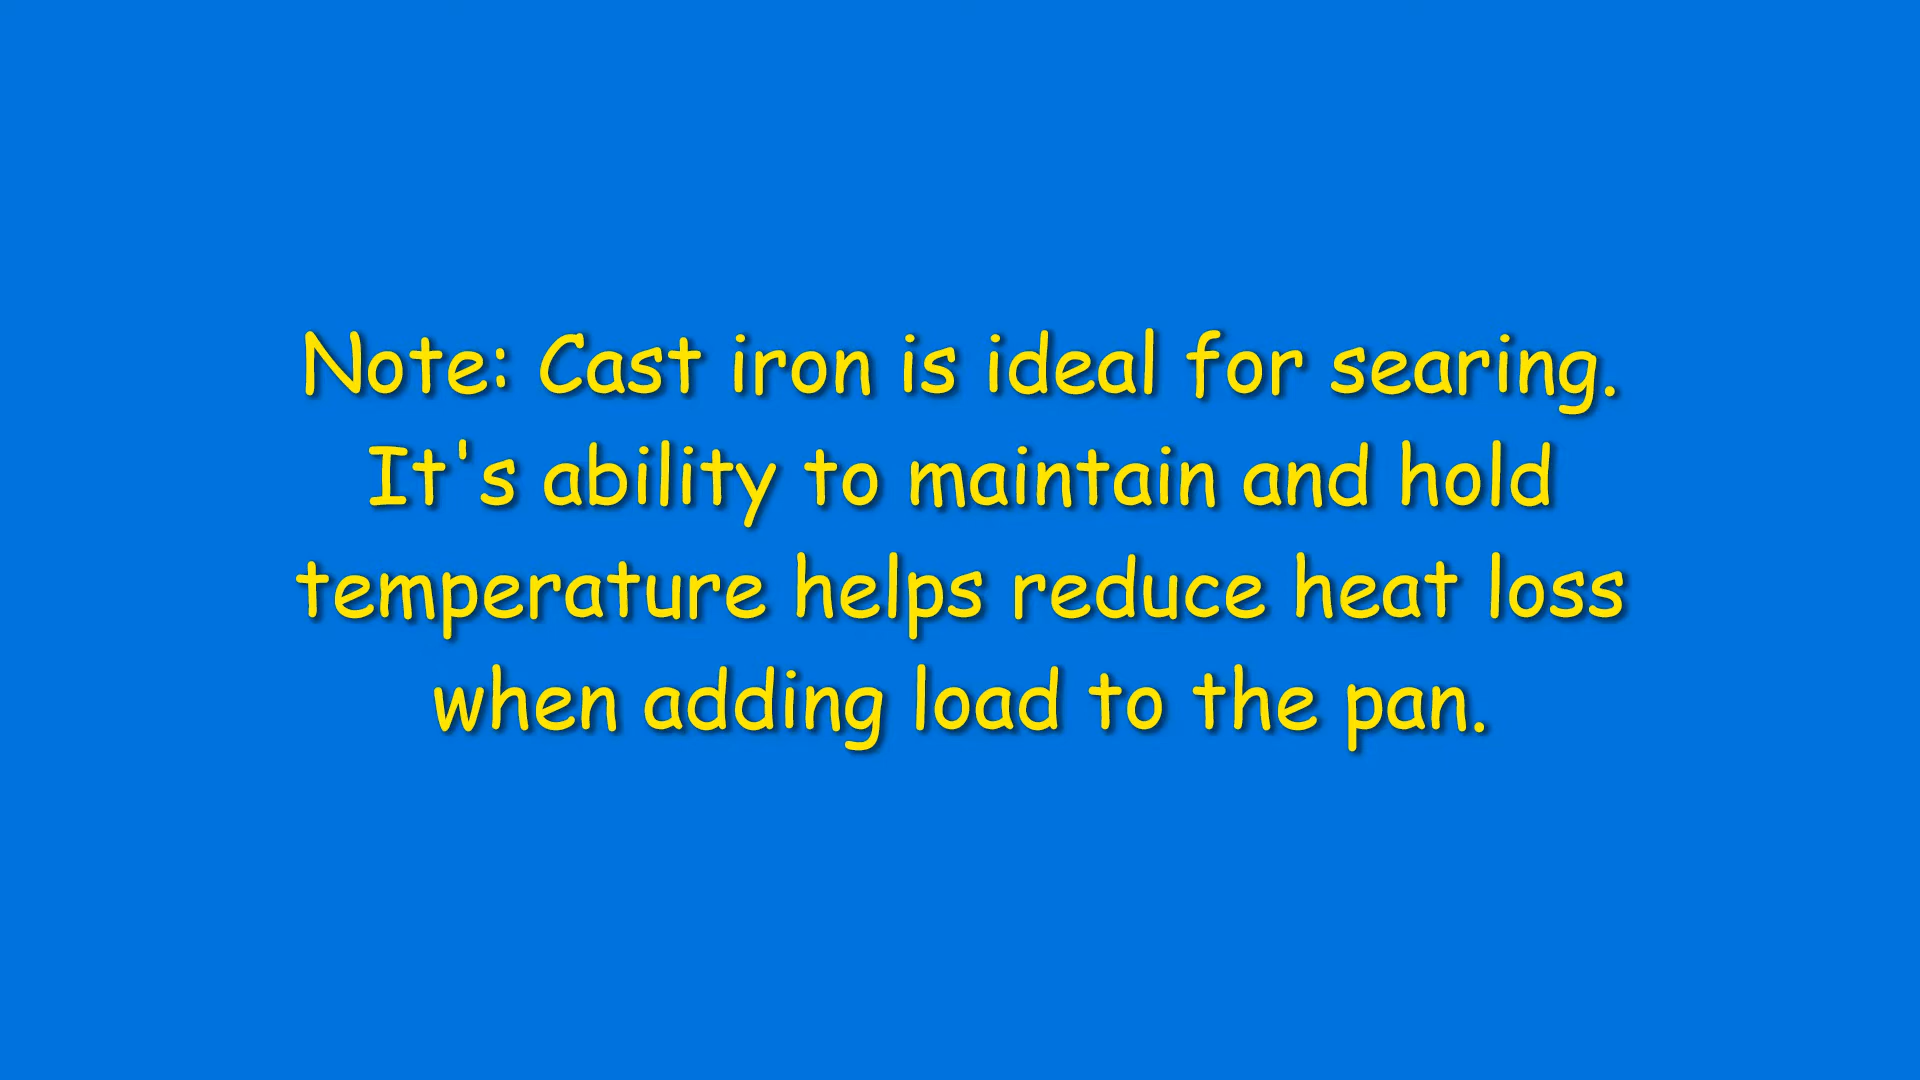 Note: Cast iron is ideal for searing.
It's ability to maintain and hold
temperature helps reduce heat loss
when adding load to the pan.